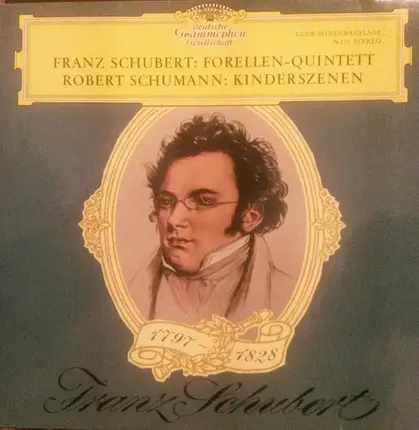 Deutsche
Grammophon
Gesellschaft
CLUB-SONDERAUFLAGE
STEREO
FRANZ SCHUBERT: FORELLEN-QUINTETT
ROBERT SCHUMANN: KINDERSZENEN
1797–
1828
Franz Schubert